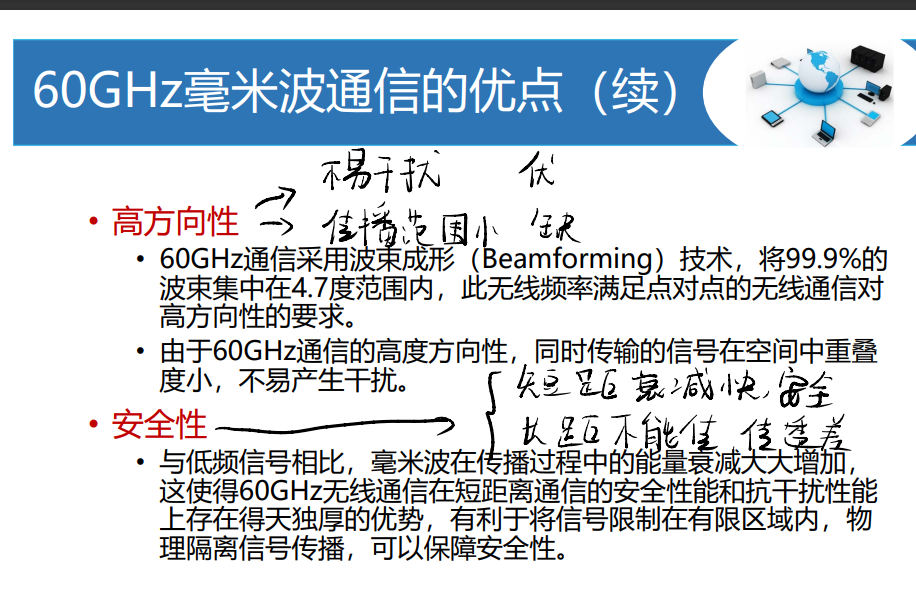 60GHz毫米波通信的优点（续）
不易干扰 优
• 高方向性
传播范围小 缺
• 60GHz通信采用波束成形（Beamforming）技术，将99.9%的
波束集中在4.7度范围内，此无线频率满足点对点的无线通信对
高方向性的要求。
• 由于60GHz通信的高度方向性，同时传输的信号在空间中重叠
度小，不易产生干扰。
短距衰减快,安全
• 安全性
长距不能传 传透差
• 与低频信号相比，毫米波在传播过程中的能量衰减大大增加，
这使得60GHz无线通信在短距离通信的安全性能和抗干扰性能
上存在得天独厚的优势，有利于将信号限制在有限区域内，物
理隔离信号传播，可以保障安全性。